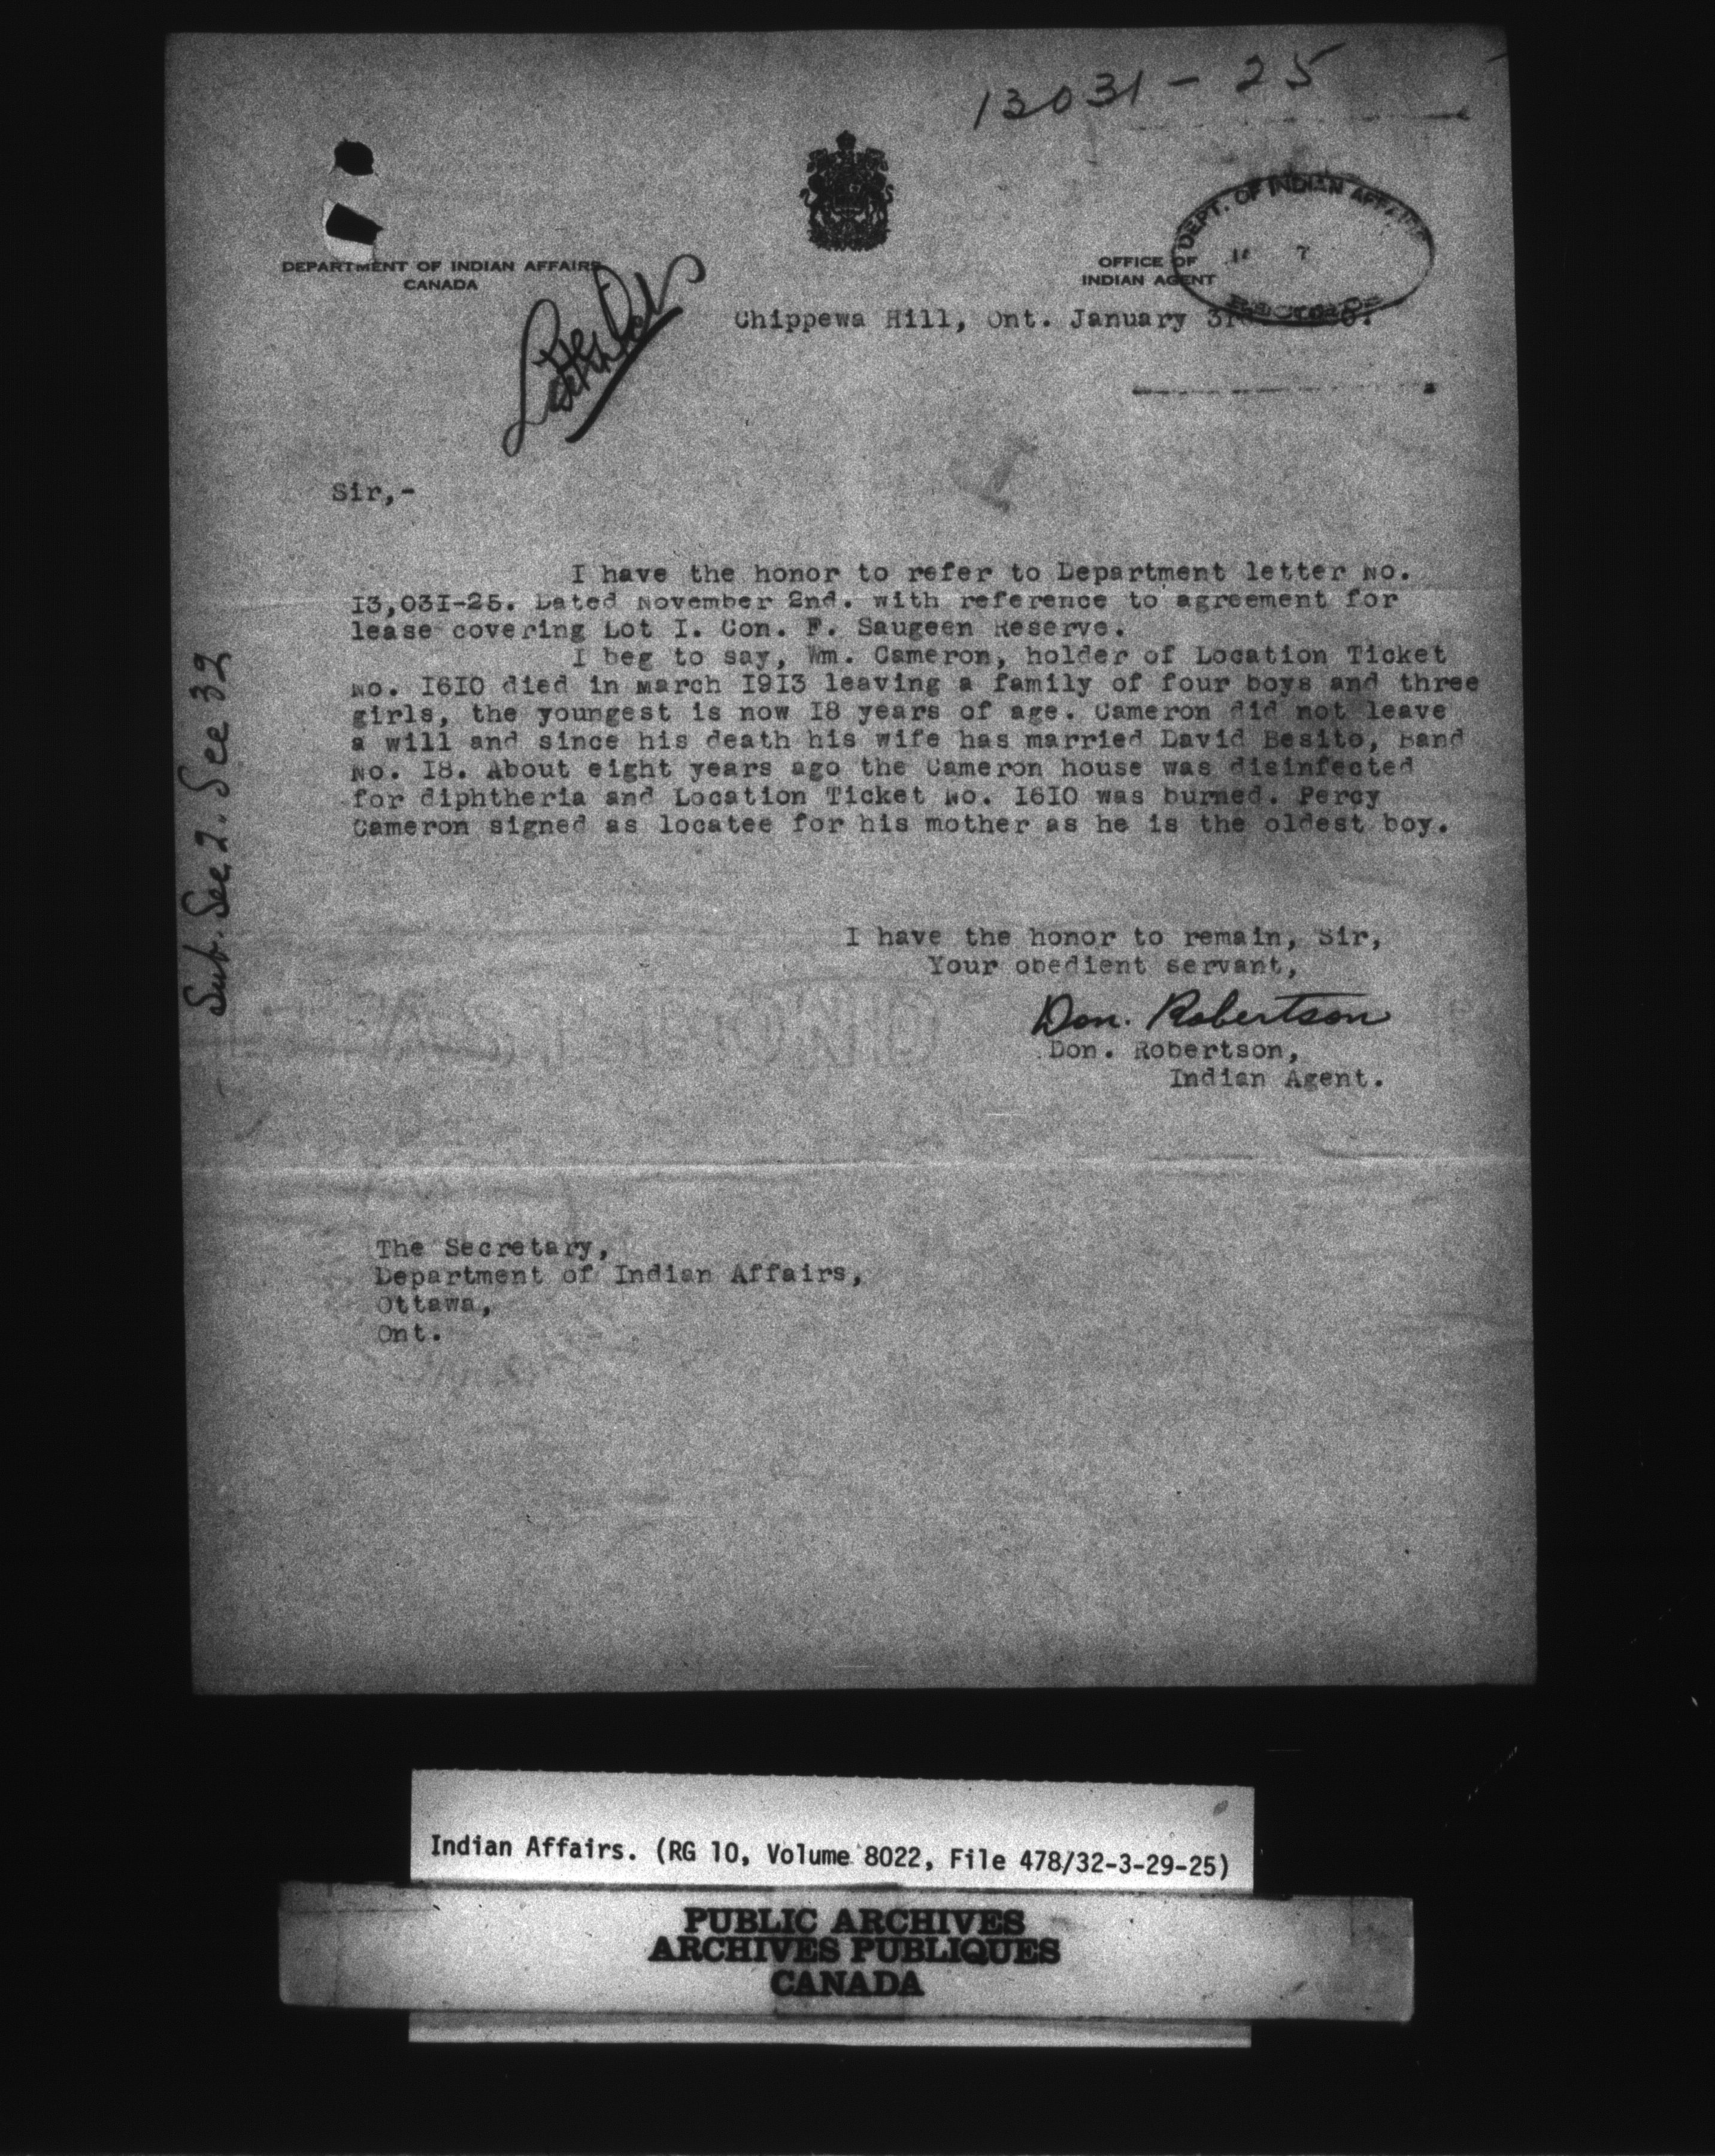 13031-25
DEPT. OF INDIAN AFFAIRS
DEPARTMENT OF INDIAN AFFAIRS
CANADA
OFFICE OF
INDIAN AGENT
Chippewa Hill, Ont. January
Sir,-
I have the honor to refer to Department letter No.
I3,03I-25. Dated November 2nd. with reference to agreement for
lease covering Lot I. Con. F. Saugeen Reserve.
I beg to say, Wm. Cameron, holder of Location Ticket
No. I6I0 died in March I9I3 leaving a family of four boys and three
girls, the youngest is now I8 years of age. Cameron did not leave
a will and since his death his wife has married David Besito, Band
No. I8. About eight years ago the Cameron house was disinfected
for diphtheria and Location Ticket No. I6I0 was burned. Percy
Cameron signed as locatee for his mother as he is the oldest boy.
Sub. Sec 2. Sec 32
I have the honor to remain, Sir,
Your obedient servant,
Don. Robertson
Don. Robertson,
Indian Agent.
The Secretary,
Department of Indian Affairs,
Ottawa,
Ont.
Indian Affairs. (RG 10, Volume 8022, File 478/32-3-29-25)
PUBLIC ARCHIVES
ARCHIVES PUBLIQUES
CANADA